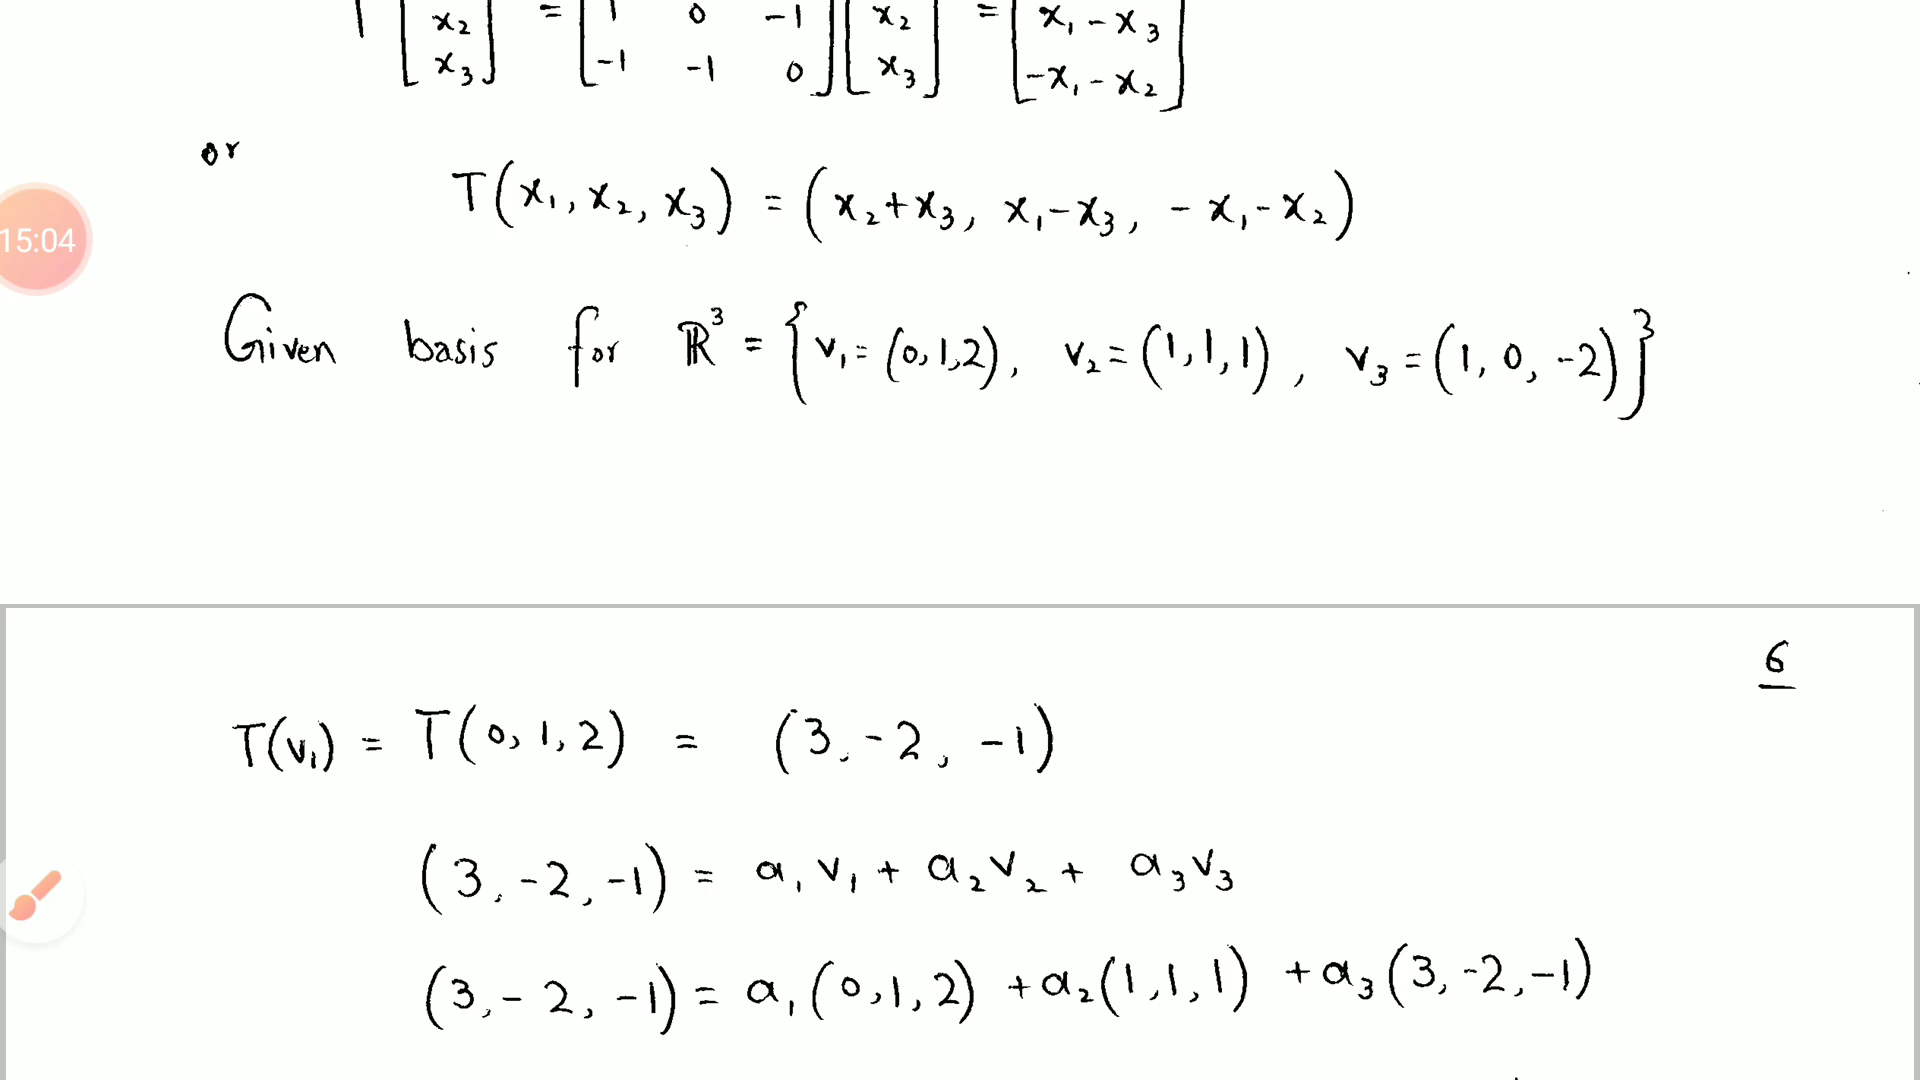 [x₂ x₃] = [1 0 -1 -1 -1 0] [x₂ x₃] = [x₁ - x₃ -x₁ - x₂]
or
T(x₁, x₂, x₃) = (x₂+x₃, x₁-x₃, -x₁-x₂)
15:04
Given basis for ℝ³ = {v₁= (0,1,2), v₂= (1,1,1), v₃ = (1, 0, -2)}
6
T(v₁) = T(0,1,2) = (3, -2, -1)
(3, -2, -1) = a₁v₁ + a₂v₂ + a₃v₃
(3, -2, -1) = a₁(0,1,2) + a₂(1,1,1) + a₃(3,-2,-1)